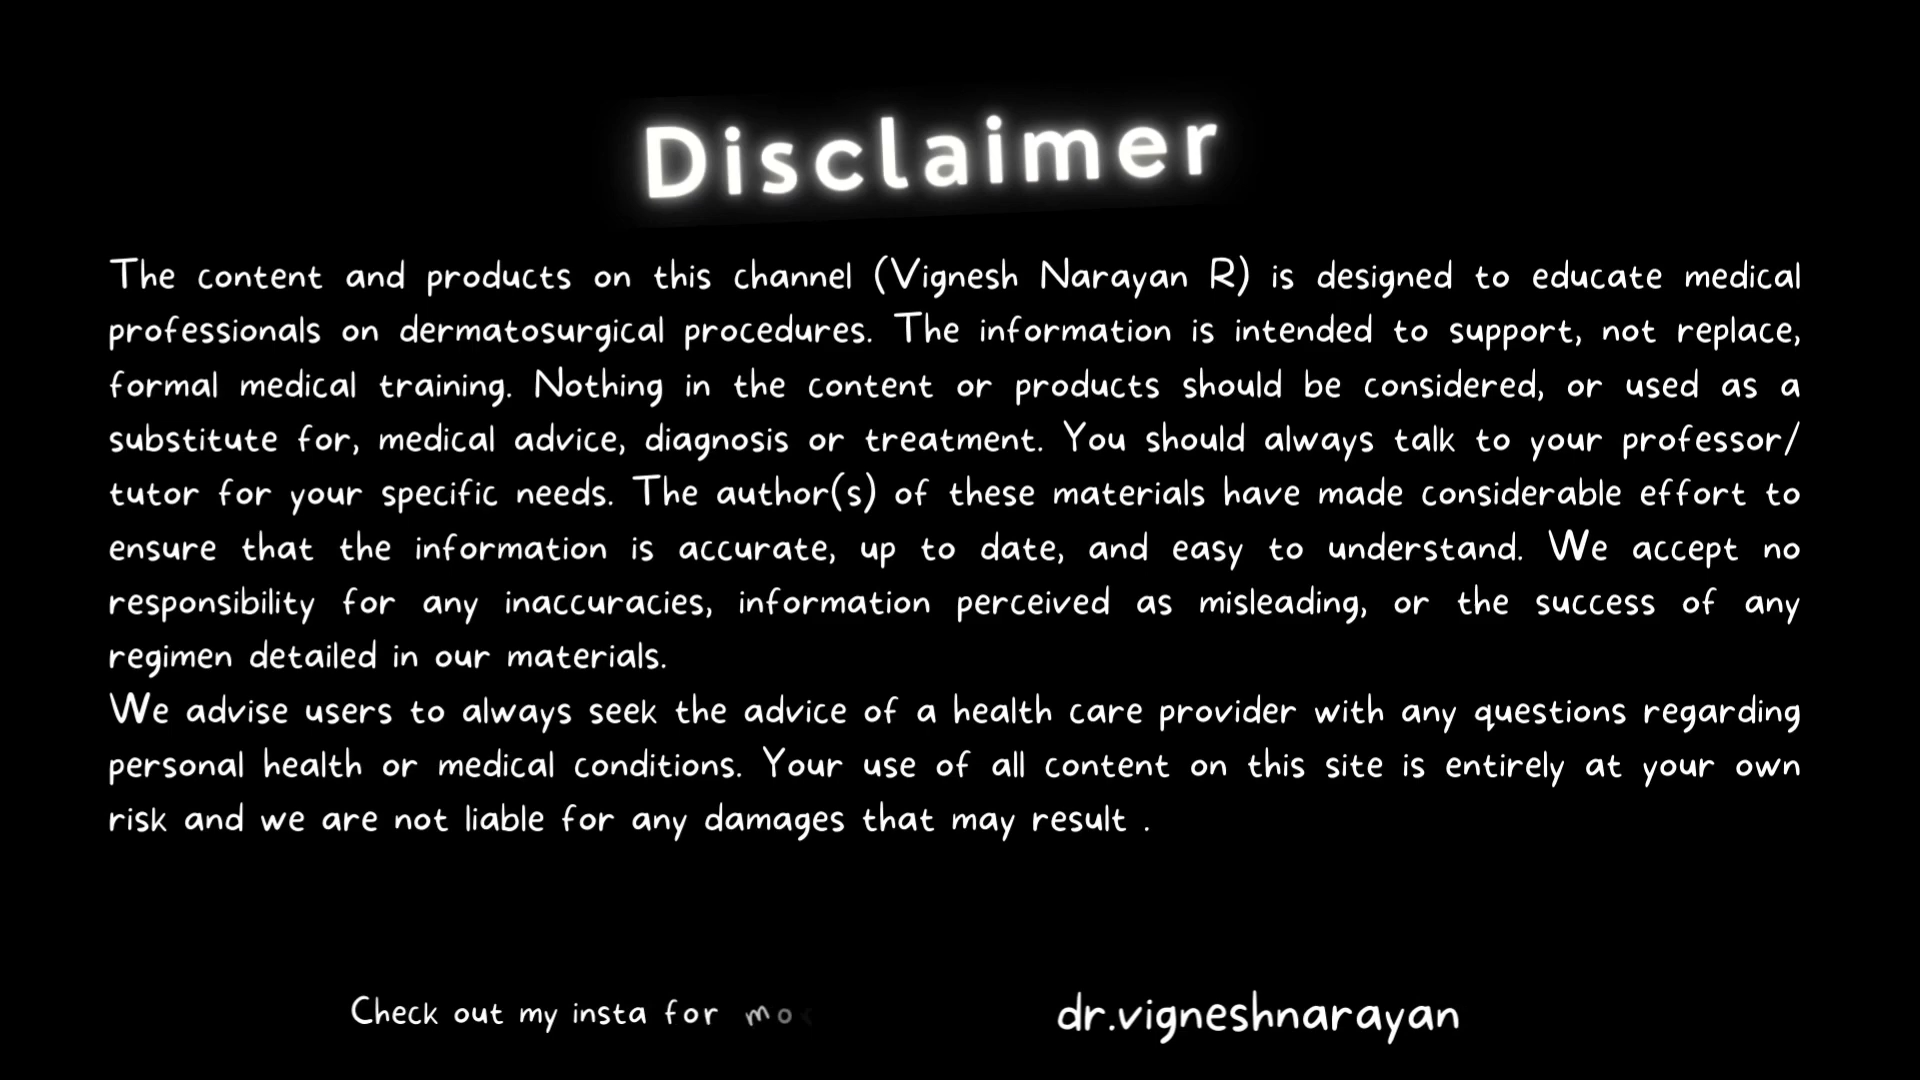 Disclaimer
The content and products on this channel (Vignesh Narayan R) is designed to educate medical
professionals on dermatosurgical procedures. The information is intended to support, not replace,
formal medical training. Nothing in the content or products should be considered, or used as a
substitute for, medical advice, diagnosis or treatment. You should always talk to your professor/
tutor for your specific needs. The author(s) of these materials have made considerable effort to
ensure that the information is accurate, up to date, and easy to understand. We accept no
responsibility for any inaccuracies, information perceived as misleading, or the success of any
regimen detailed in our materials.
We advise users to always seek the advice of a health care provider with any questions regarding
personal health or medical conditions. Your use of all content on this site is entirely at your own
risk and we are not liable for any damages that may result .
Check out my insta for
dr.vigneshnarayan